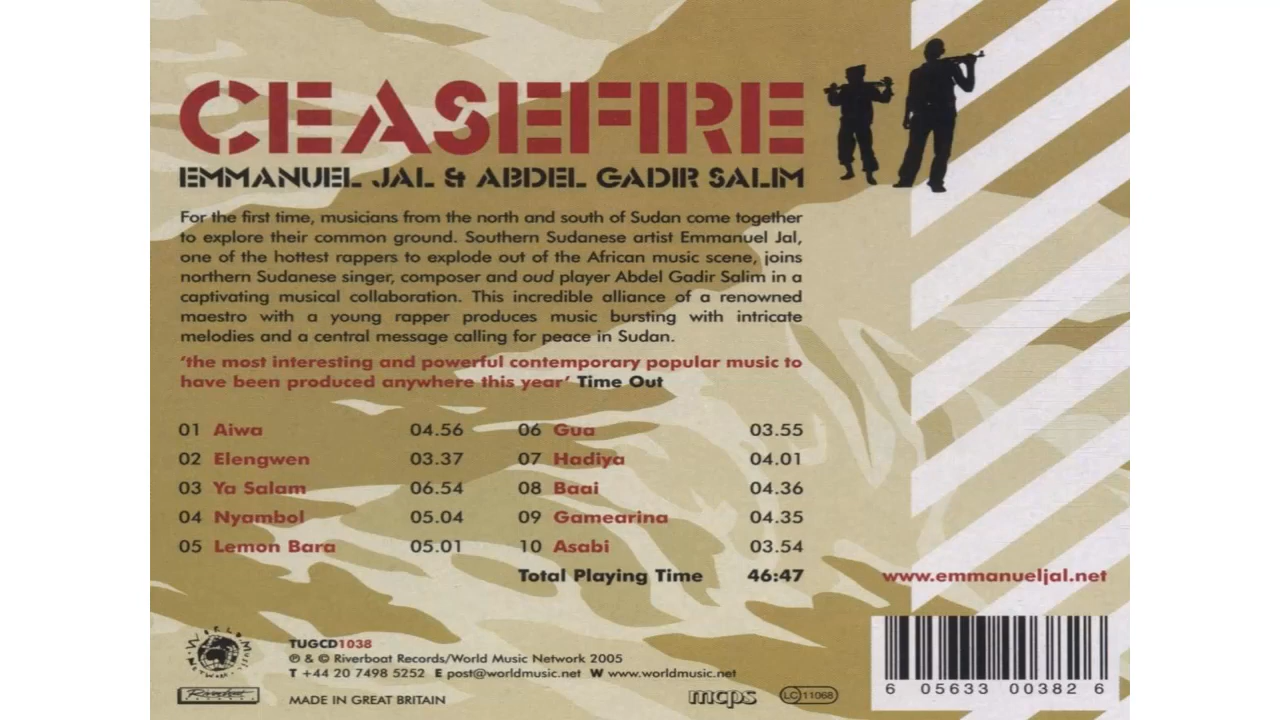 CEASEFIRE
EMMANUEL JAL & ABDEL GADIR SALIM
For the first time, musicians from the north and south of Sudan come together
to explore their common ground. Southern Sudanese artist Emmanuel Jal,
one of the hottest rappers to explode out of the African music scene, joins
northern Sudanese singer, composer and oud player Abdel Gadir Salim in a
captivating musical collaboration. This incredible alliance of a renowned
maestro with a young rapper produces music bursting with intricate
melodies and a central message calling for peace in Sudan.
'the most interesting and powerful contemporary popular music to
have been produced anywhere this year' Time Out
01 Aiwa 04.56
02 Elengwen 03.37
03 Ya Salam 06.54
04 Nyambol 05.04
05 Lemon Bara 05.01
06 Gua 03.55
07 Hadiya 04.01
08 Baai 04.36
09 Gamearina 04.35
10 Asabi 03.54
Total Playing Time 46:47
www.emmanueljal.net
WORLD MUSIC NETWORK
Riverboat
RECORDS
TUGCD1038
℗ & © Riverboat Records/World Music Network 2005
T +44 20 7498 5252 E post@worldmusic.net W www.worldmusic.net
MADE IN GREAT BRITAIN
mcps
LC 11068
6 05633 00382 6